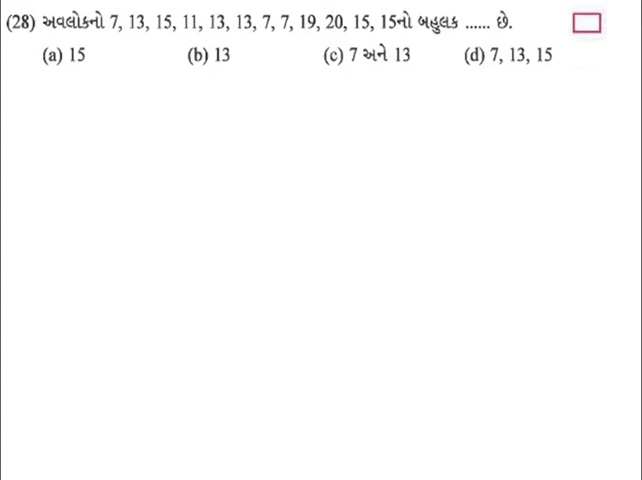 (28) અવલોકનો 7, 13, 15, 11, 13, 13, 7, 7, 19, 20, 15, 15નો બહુલક ...... છે.
(a) 15 (b) 13 (c) 7 અને 13 (d) 7, 13, 15